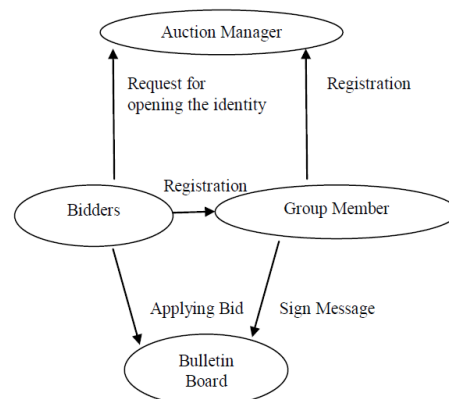 Auction Manager
Request for
opening the identity
Registration
Registration
Bidders
Group Member
Applying Bid
Sign Message
Bulletin
Board